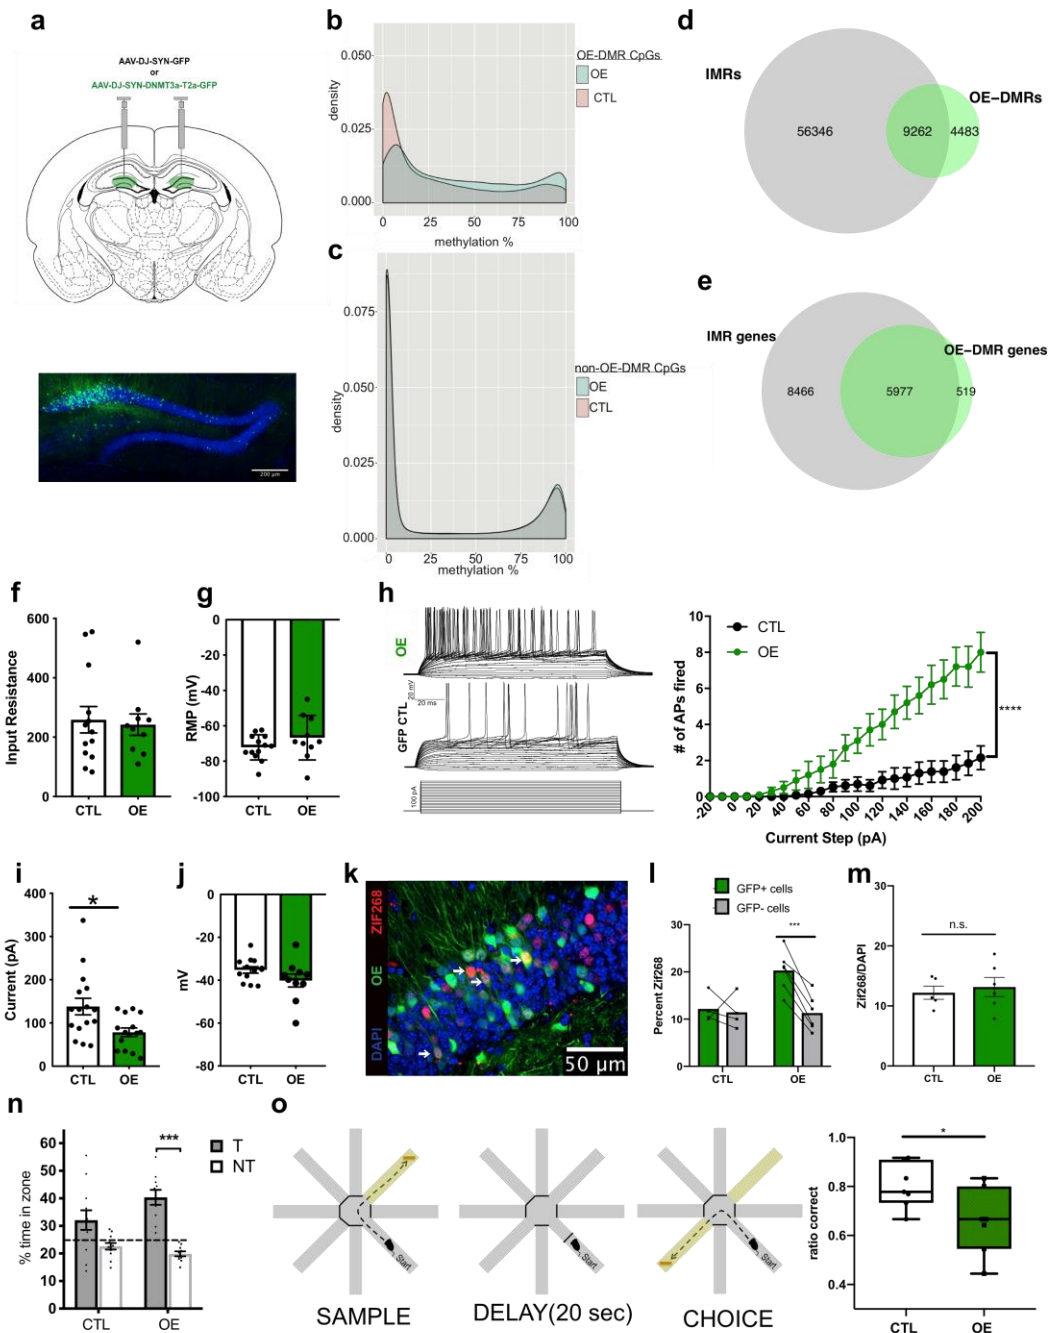 a
AAV-DJ-SYN-GFP
or
AAV-DJ-SYN-DNMT3a-T2a-GFP
200 µm
b
0.050
0.025
0.000
density
0
25
50
75
100
methylation %
OE-DMR CpGs
OE
CTL
c
0.075
0.050
0.025
0.000
density
0
25
50
75
100
methylation %
non-OE-DMR CpGs
OE
CTL
d
IMRs
OE-DMRs
56346
9262
4483
e
IMR genes
OE-DMR genes
8466
5977
519
f
Input Resistance
600
400
200
0
CTL
OE
g
RMP (mV)
0
-20
-40
-60
-80
-100
CTL
OE
h
OE
20 mV
20 ms
GFP CTL
100 pA
# of APs fired
10
8
6
4
2
0
CTL
OE
****
-20
0
20
40
60
80
100
120
140
160
180
200
Current Step (pA)
i
Current (pA)
400
300
200
100
0
*
CTL
OE
j
mV
0
-20
-40
-60
-80
CTL
OE
k
ZIF268
OE
DAPI
50 µm
l
GFP+ cells
GFP- cells
Percent Zif268
30
20
10
0
***
CTL
OE
m
Zif268/DAPI
30
20
10
0
n.s.
CTL
OE
n
% time in zone
60
50
40
30
20
10
0
***
T
NT
CTL
OE
o
Start
SAMPLE
Start
DELAY(20 sec)
Start
CHOICE
ratio correct
1.0
0.8
0.6
0.4
*
CTL
OE